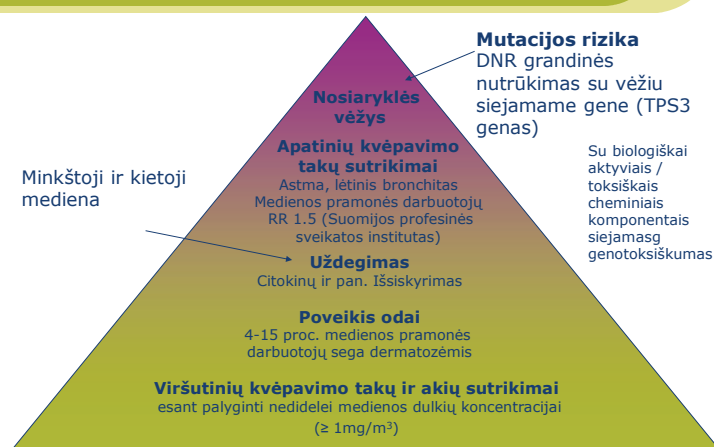 Mutacijos rizika
DNR grandinės
nutrūkimas su vėžiu
siejamame gene (TPS3
genas)
Nosiaryklės
vėžys
Apatinių kvėpavimo
takų sutrikimai
Astma, lėtinis bronchitas
Medienos pramonės darbuotojų
RR 1.5 (Suomijos profesinės
sveikatos institutas)
Su biologiškai
aktyviais /
toksiškais
cheminiais
komponentais
siejamasg
genotoksiškumas
Minkštoji ir kietoji
mediena
Uždegimas
Citokinų ir pan. Išsiskyrimas
Poveikis odai
4-15 proc. medienos pramonės
darbuotojų sega dermatozėmis
Viršutinių kvėpavimo takų ir akių sutrikimai
esant palyginti nedidelei medienos dulkių koncentracijai
(≥ 1mg/m³)